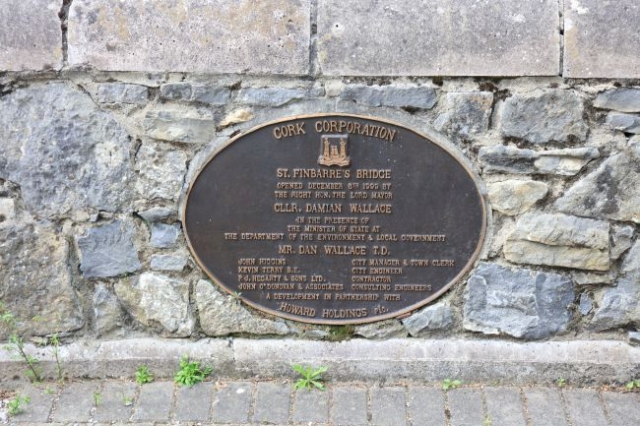 CORK CORPORATION
ST. FINBARRE'S BRIDGE
OPENED DECEMBER 8TH 1999 BY
THE RIGHT HON. THE LORD MAYOR
CLLR. DAMIAN WALLACE
IN THE PRESENCE OF
THE MINISTER OF STATE AT
THE DEPARTMENT OF THE ENVIRONMENT & LOCAL GOVERNMENT
MR. DAN WALLACE T.D.
JOHN HIGGINS CITY MANAGER & TOWN CLERK
KEVIN TERRY B.E. CITY ENGINEER
P.J. HEGARTY & SONS LTD. CONTRACTOR
JOHN O'DONOVAN & ASSOCIATES CONSULTING ENGINEERS
A DEVELOPMENT IN PARTNERSHIP WITH
HOWARD HOLDINGS